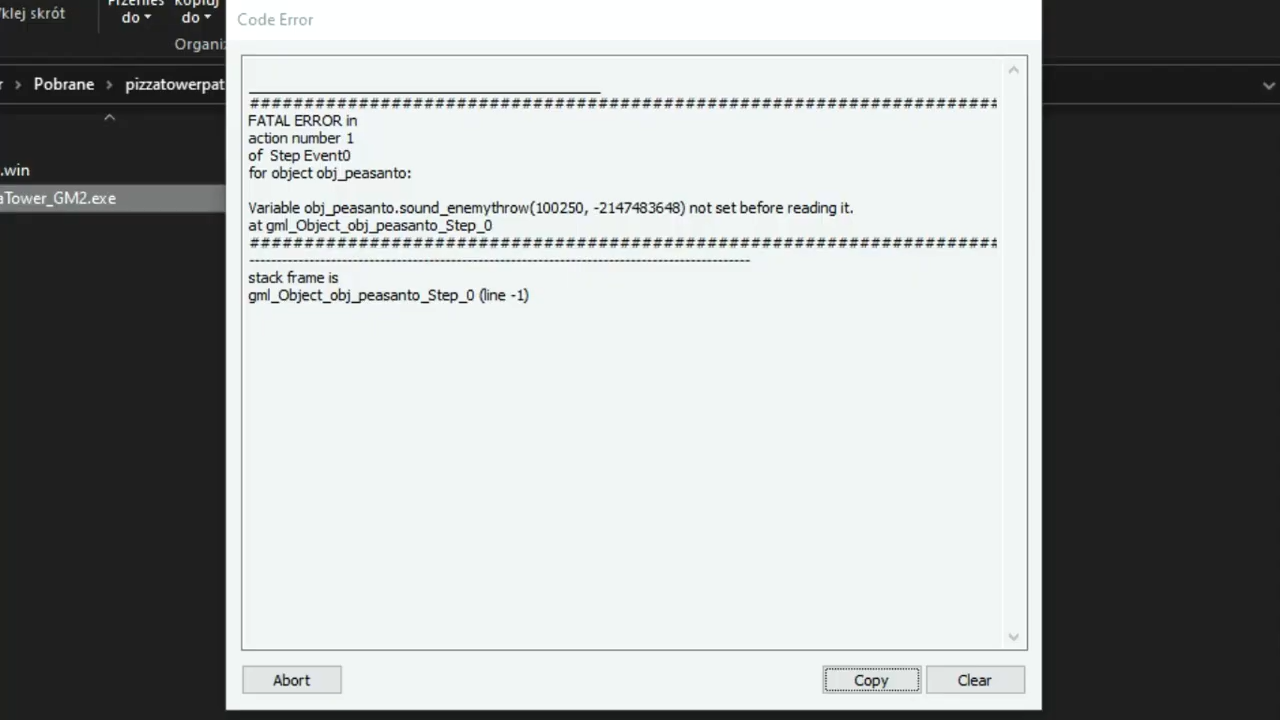 klej skrót
do
do
Code Error
Pobrane
pizzatowerpat
.win
aTower_GM2.exe
################################################################
FATAL ERROR in
action number 1
of  Step Event0
for object obj_peasanto:
Variable obj_peasanto.sound_enemythrow(100250, -2147483648) not set before reading it.
at gml_Object_obj_peasanto_Step_0
################################################################
--------------------------------------------------------------------------------------------
stack frame is
gml_Object_obj_peasanto_Step_0 (line -1)
Abort
Copy
Clear